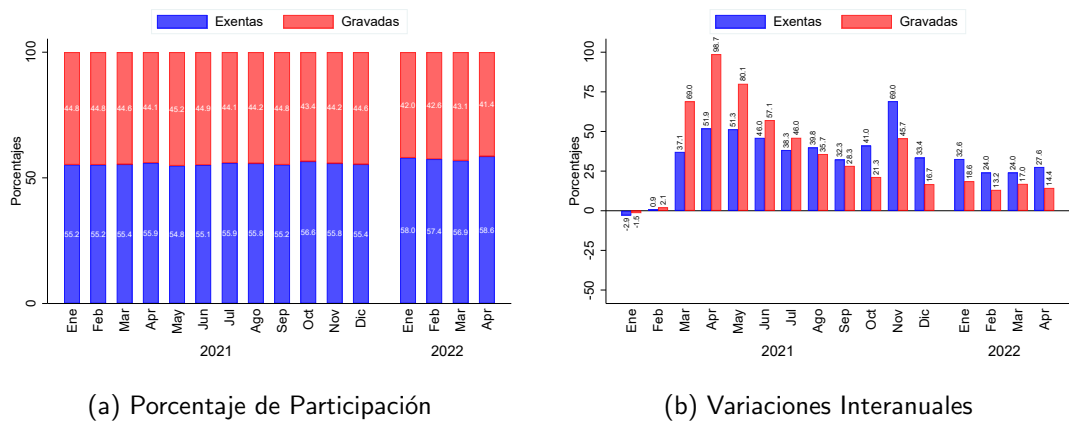 Exentas Gravadas
Porcentajes
100
50
0
44.8 44.8 44.6 44.1 45.2 44.9 44.1 44.2 44.8 43.4 44.2 44.6 42.0 42.6 43.1 41.4
55.2 55.2 55.4 55.9 54.8 55.1 55.9 55.8 55.2 56.6 55.8 55.4 58.0 57.4 56.9 58.6
Ene Feb Mar Apr May Jun Jul Ago Sep Oct Nov Dic Ene Feb Mar Apr
2021 2022
(a) Porcentaje de Participación
Exentas Gravadas
Porcentajes
100
50
25
0
-25
-50
-2.9 -1.5 0.9 2.1 37.1 69.0 51.9 98.7 51.3 80.1 46.0 57.1 38.3 46.0 39.8 35.7 32.3 28.3 41.0 21.3 69.0 45.7 33.4 16.7 32.6 18.6 24.0 13.2 24.0 17.0 27.6 14.4
Ene Feb Mar Apr May Jun Jul Ago Sep Oct Nov Dic Ene Feb Mar Apr
2021 2022
(b) Variaciones Interanuales